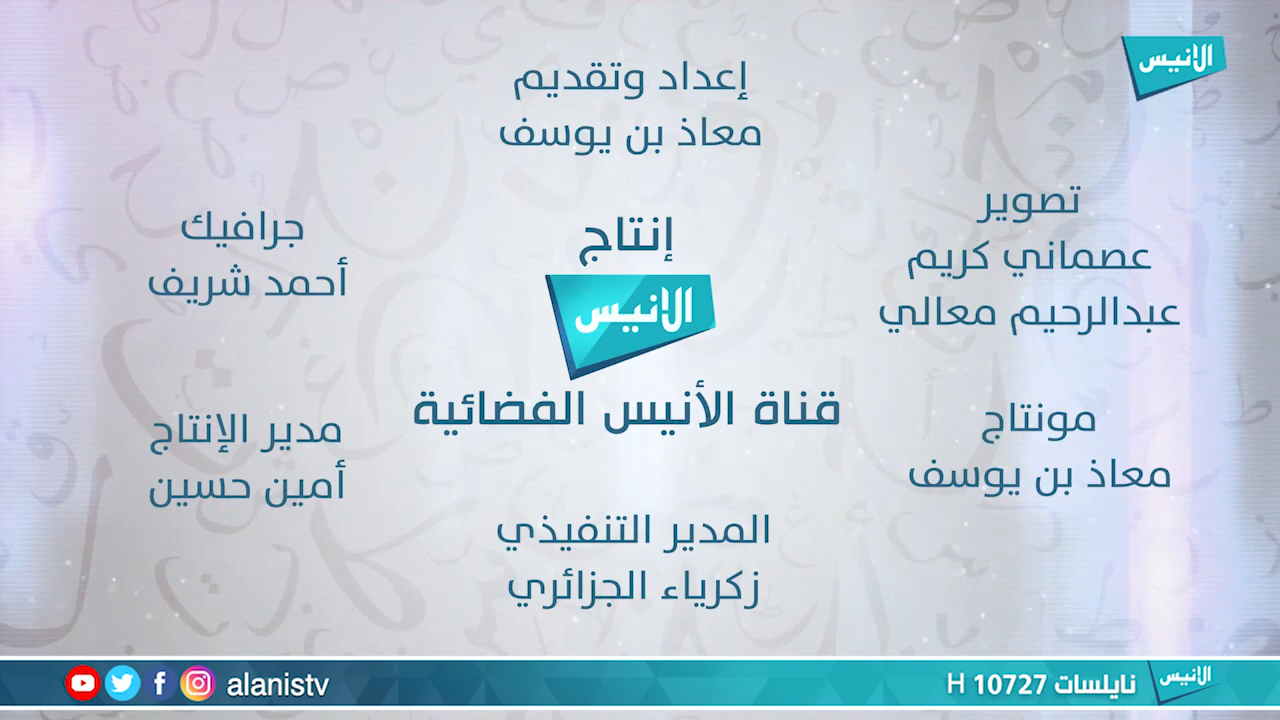 الانيس
إعداد وتقديم
معاذ بن يوسف
تصوير
عصماني كريم
عبدالرحيم معالي
جرافيك
أحمد شريف
إنتاج
الانيس
قناة الأنيس الفضائية
مونتاج
معاذ بن يوسف
مدير الإنتاج
أمين حسين
المدير التنفيذي
زكرياء الجزائري
الانيس
نايلسات 10727 H
alanistv